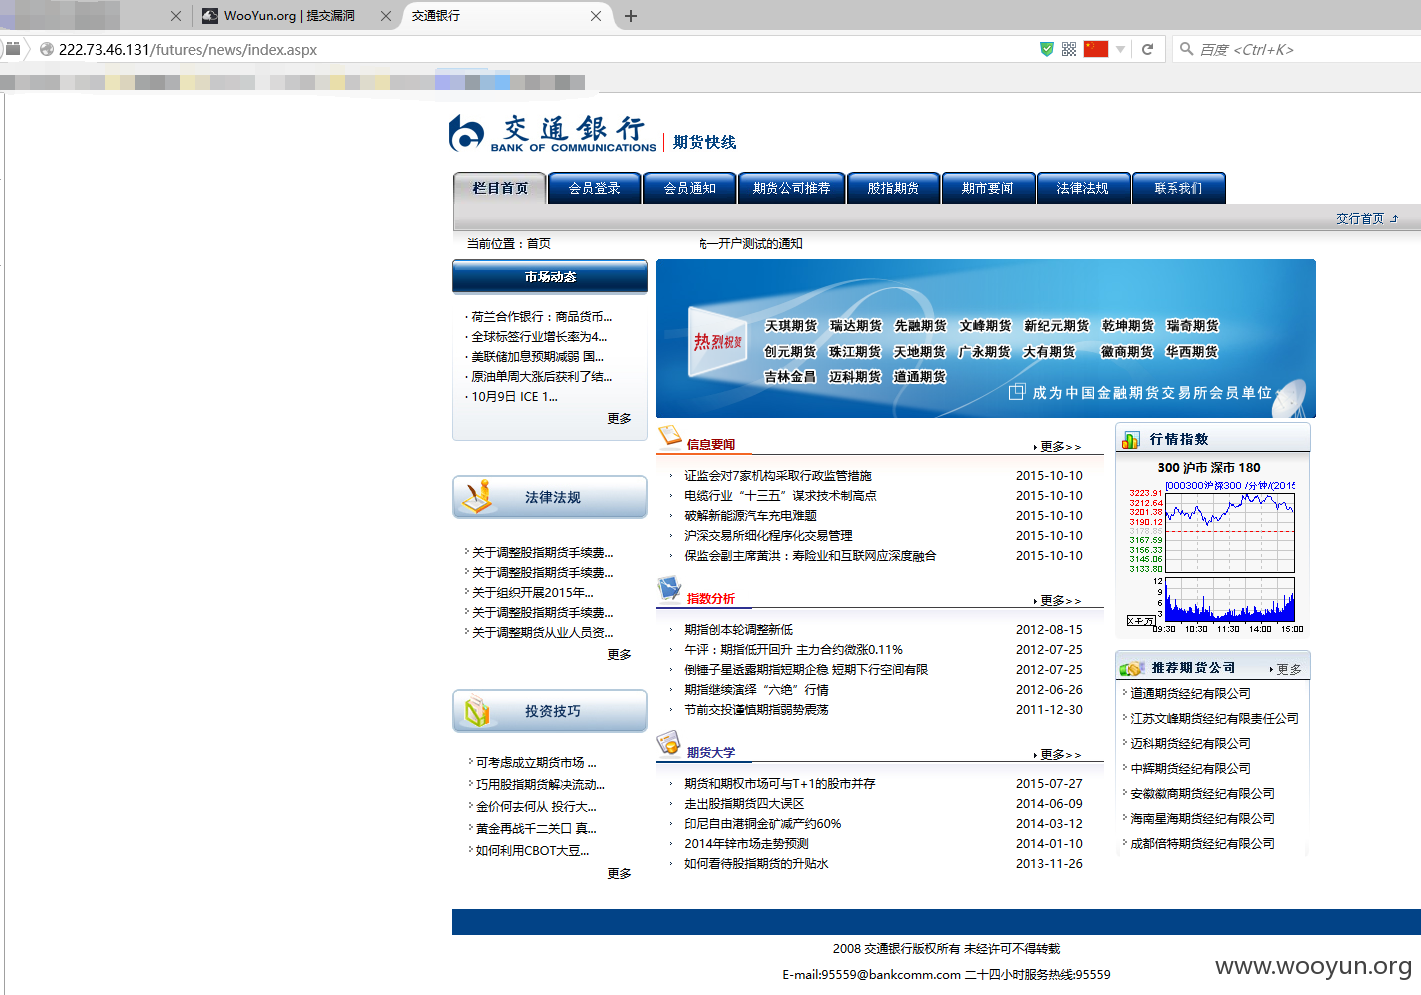 WooYun.org | 提交漏洞
交通银行
222.73.46.131/futures/news/index.aspx
百度 <Ctrl+K>
交通銀行
BANK OF COMMUNICATIONS
期货快线
栏目首页
会员登录
会员通知
期货公司推荐
股指期货
期市要闻
法律法规
联系我们
交行首页
当前位置：首页
统一开户测试的通知
市场动态
· 荷兰合作银行：商品货币...
· 全球标签行业增长率为4...
· 美联储加息预期减弱 国...
· 原油单周大涨后获利了结...
· 10月9日 ICE 1...
更多
热烈祝贺
天琪期货 瑞达期货 先融期货 文峰期货 新纪元期货 乾坤期货 瑞奇期货
创元期货 珠江期货 天地期货 广永期货 大有期货 徽商期货 华西期货
吉林金昌 迈科期货 道通期货
成为中国金融期货交易所会员单位
法律法规
关于调整股指期货手续费...
关于调整股指期货手续费...
关于组织开展2015年...
关于调整股指期货手续费...
关于调整期货从业人员资...
更多
投资技巧
可考虑成立期货市场 ...
巧用股指期货解决流动...
金价何去何从 投行大...
黄金再战千二关口 真...
如何利用CBOT大豆...
更多
信息要闻
更多>>
证监会对7家机构采取行政监管措施 2015-10-10
电缆行业“十三五”谋求技术制高点 2015-10-10
破解新能源汽车充电难题 2015-10-10
沪深交易所细化程序化交易管理 2015-10-10
保监会副主席黄洪：寿险业和互联网应深度融合 2015-10-10
指数分析
更多>>
期指创本轮调整新低 2012-08-15
午评：期指低开回升 主力合约微涨0.11% 2012-07-25
倒锤子星透露期指短期企稳 短期下行空间有限 2012-07-25
期指继续演绎“六绝”行情 2012-06-26
节前交投谨慎期指弱势震荡 2011-12-30
期货大学
更多>>
期货和期权市场可与T+1的股市并存 2015-07-27
走出股指期货四大误区 2014-06-09
印尼自由港铜金矿减产约60% 2014-03-12
2014年锌市场走势预测 2014-01-10
如何看待股指期货的升贴水 2013-11-26
行情指数
300 沪市 深市 180
[000300沪深300 /分钟/(2015
3223.91
3212.64
3201.38
3190.12
3178.85
3167.59
3156.33
3145.06
3133.80
12
9
6
3
X千万
09:30 10:30 11:30 14:00 15:00
推荐期货公司
更多
道通期货经纪有限公司
江苏文峰期货经纪有限责任公司
迈科期货经纪有限公司
中辉期货经纪有限公司
安徽徽商期货经纪有限公司
海南星海期货经纪有限公司
成都倍特期货经纪有限公司
2008 交通银行版权所有 未经许可不得转载
E-mail:95559@bankcomm.com 二十四小时服务热线:95559
www.wooyun.org